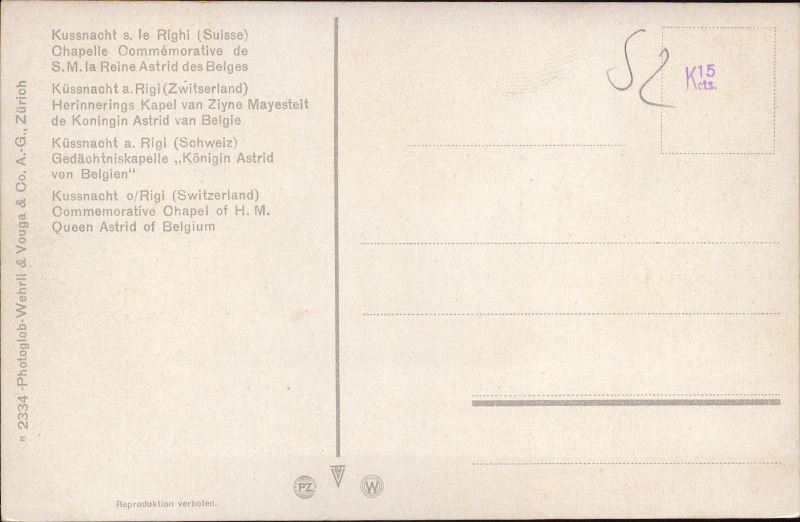 Kussnacht s. le Righi (Suisse)
Chapelle Commémorative de
S. M. la Reine Astrid des Belges
Küssnacht a. Rigi (Zwitserland)
Herinnerings Kapel van Ziyne Mayesteit
de Koningin Astrid van Belgie
Küssnacht a. Rigi (Schweiz)
Gedächtniskapelle „Königin Astrid
von Belgien“
Kussnacht o/Rigi (Switzerland)
Commemorative Chapel of H. M.
Queen Astrid of Belgium
n 2334 - Photoglob-Wehrli & Vouga & Co. A.-G., Zürich
52
15
Kcts.
PZ
W
Reproduktion verboten.